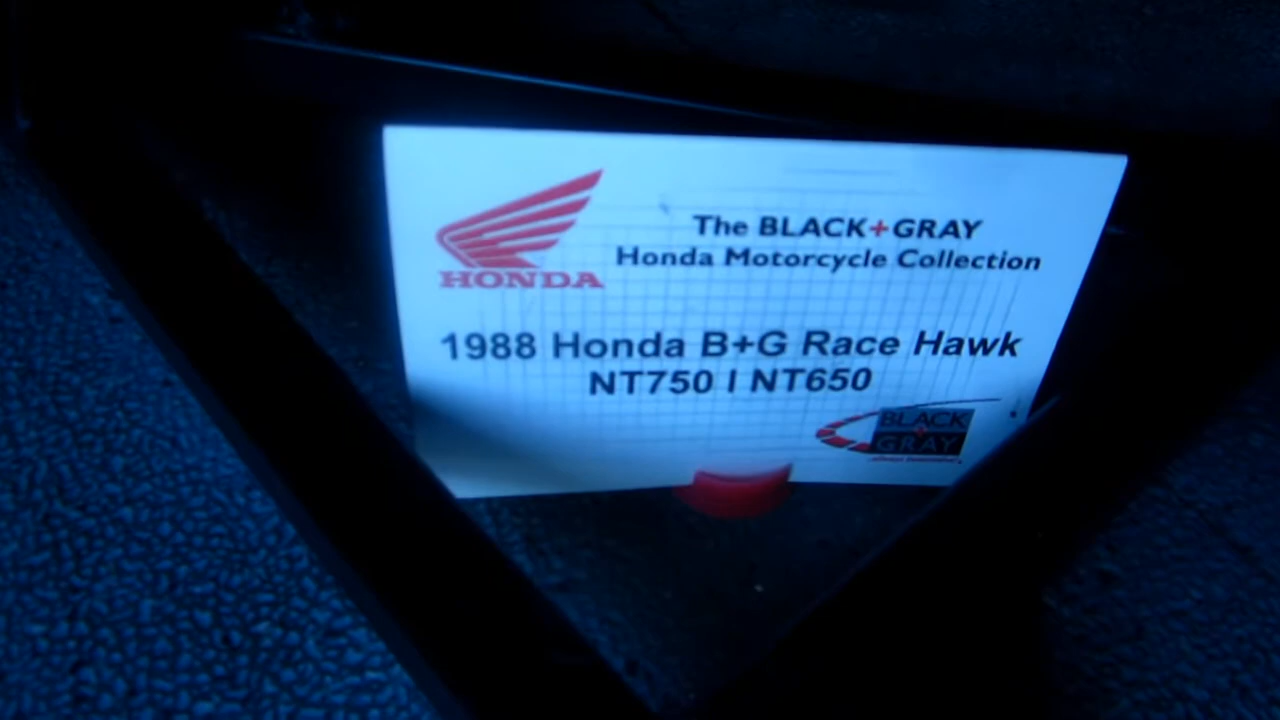 HONDA
The BLACK+GRAY
Honda Motorcycle Collection
1988 Honda B+G Race Hawk
NT750 I NT650
BLACK
+
GRAY